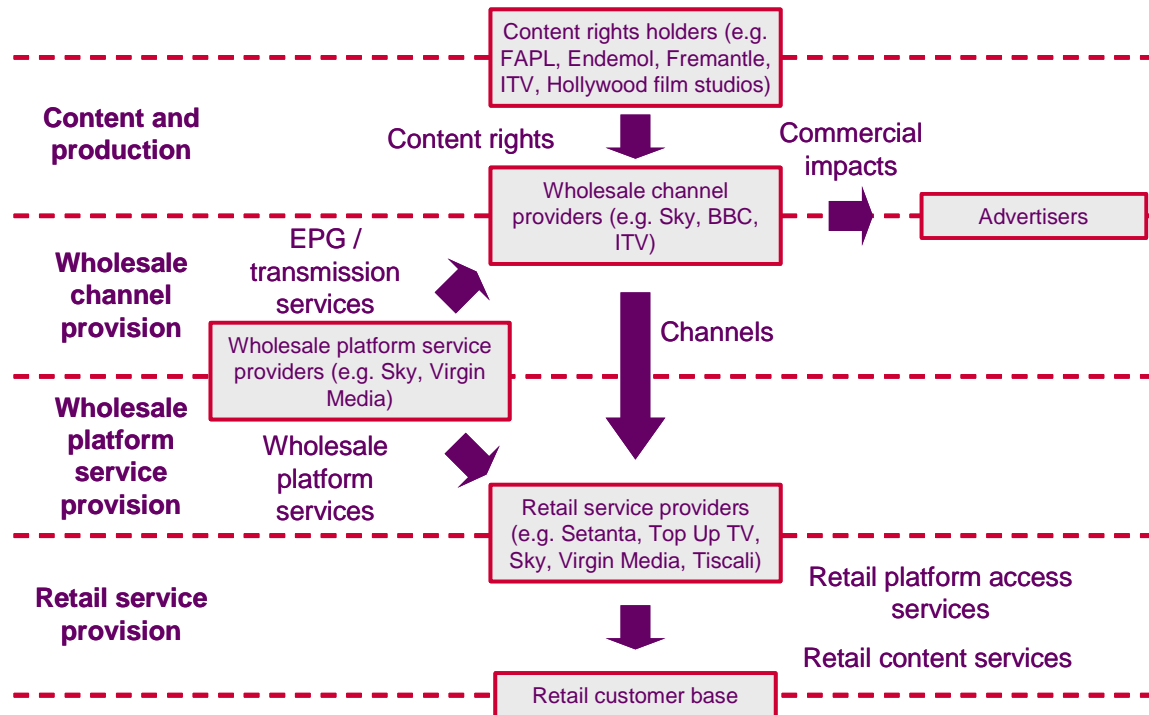 Content rights holders (e.g.
FAPL, Endemol, Fremantle,
ITV, Hollywood film studios)
Content and
production
Content rights
Commercial
impacts
Wholesale channel
providers (e.g. Sky, BBC,
ITV)
Advertisers
EPG /
transmission
services
Wholesale
channel
provision
Channels
Wholesale platform service
providers (e.g. Sky, Virgin
Media)
Wholesale
platform
service
provision
Wholesale
platform
services
Retail service providers
(e.g. Setanta, Top Up TV,
Sky, Virgin Media, Tiscali)
Retail service
provision
Retail platform access
services
Retail content services
Retail customer base